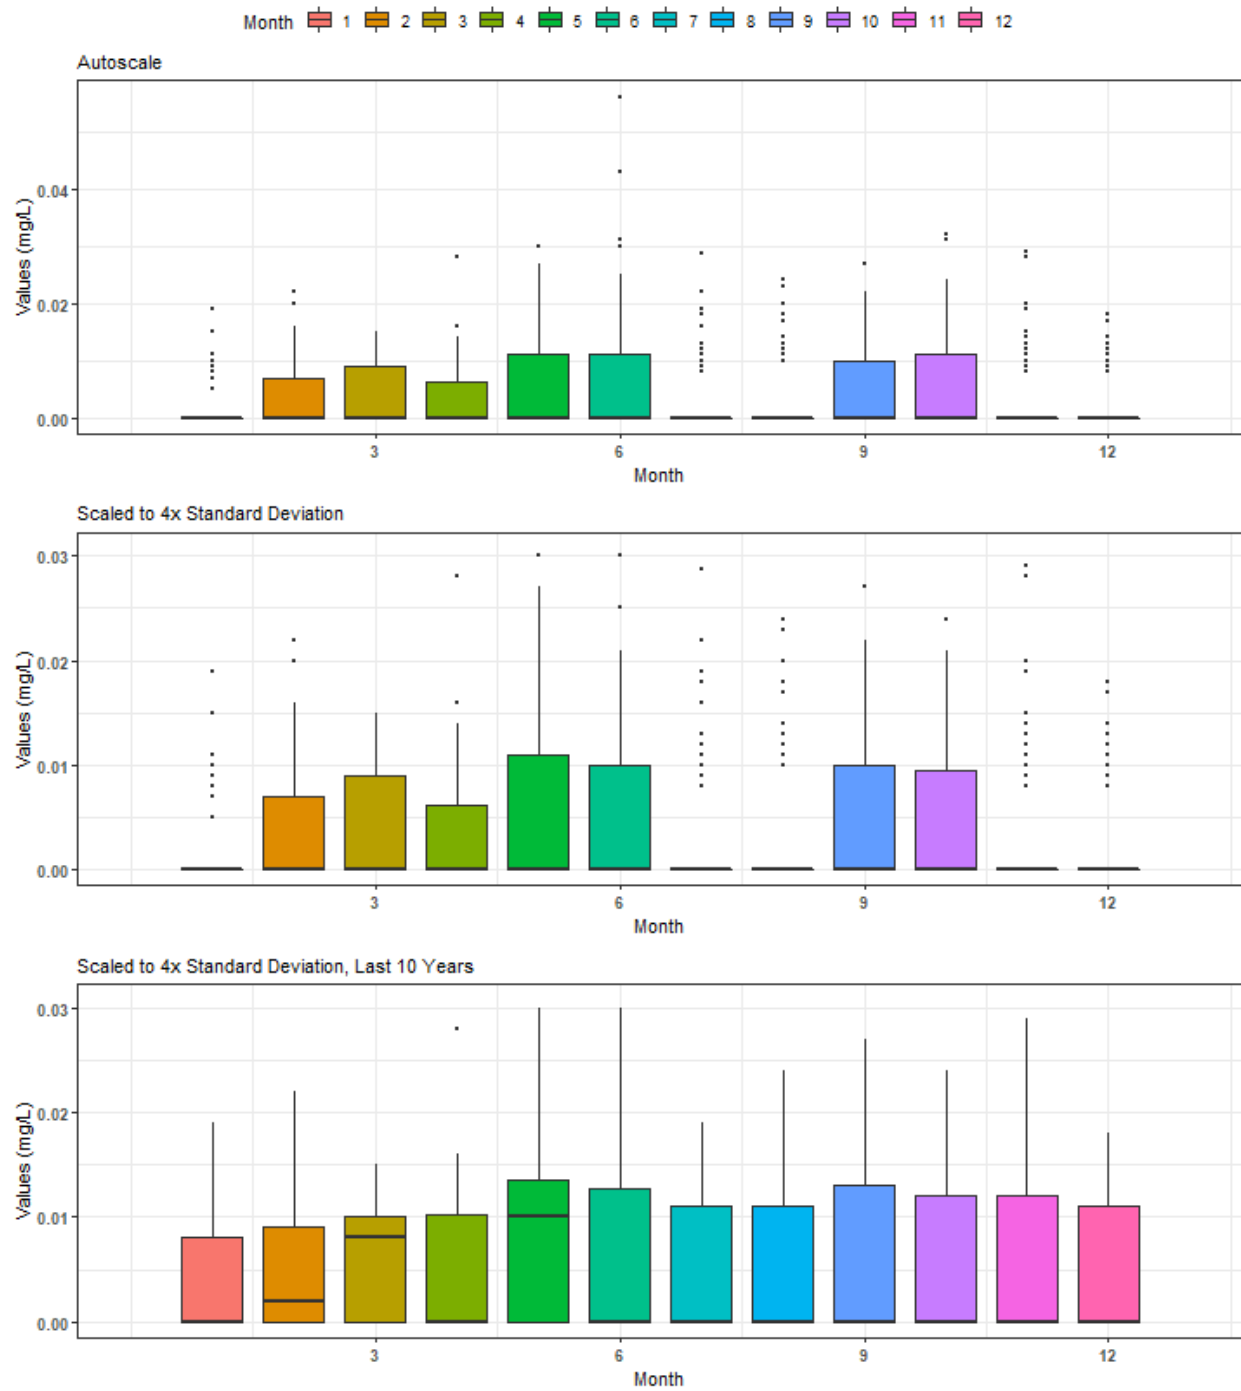 Month 1 2 3 4 5 6 7 8 9 10 11 12
Autoscale
Values (mg/L)
0.04
0.02
0.00
3 6 9 12
Month
Scaled to 4x Standard Deviation
Values (mg/L)
0.03
0.02
0.01
0.00
3 6 9 12
Month
Scaled to 4x Standard Deviation, Last 10 Years
Values (mg/L)
0.03
0.02
0.01
0.00
3 6 9 12
Month